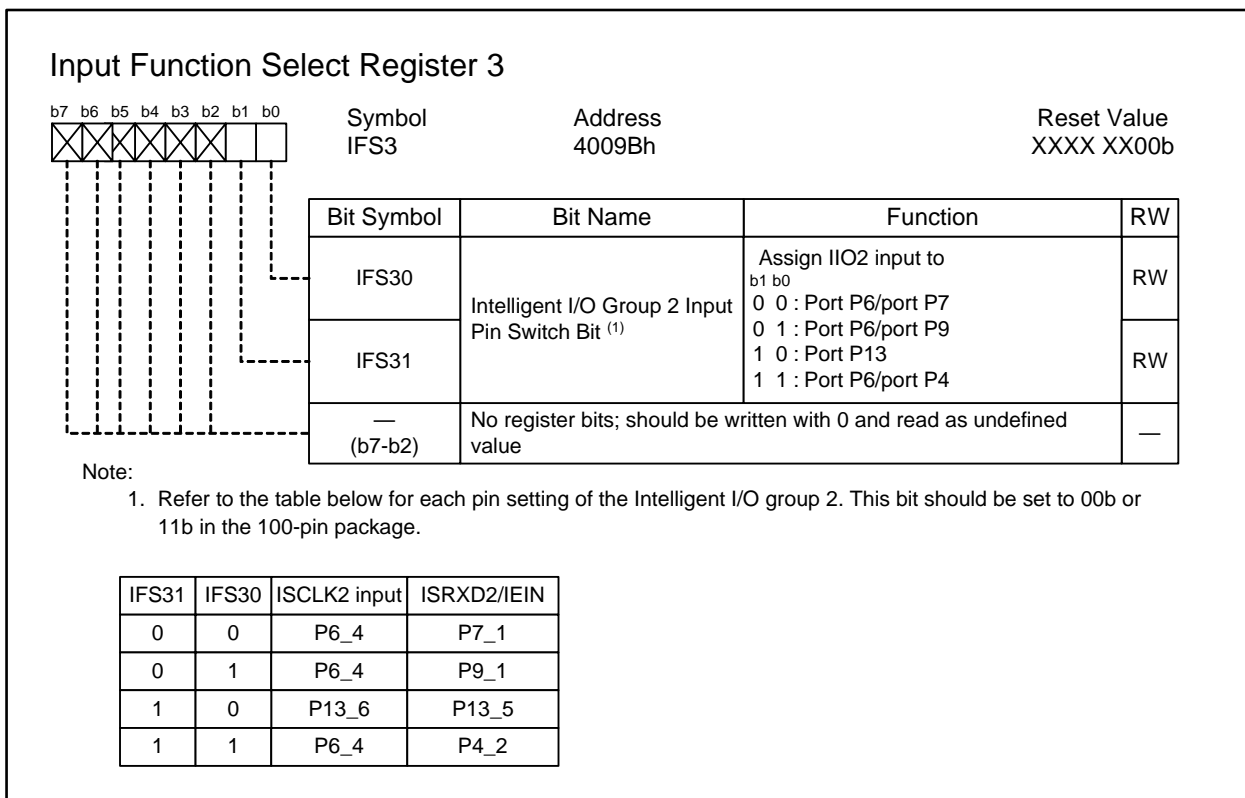 Input Function Select Register 3
b7 b6 b5 b4 b3 b2 b1 b0
Symbol Address Reset Value
IFS3 4009Bh XXXX XX00b
Bit Symbol Bit Name Function RW
IFS30 Intelligent I/O Group 2 Input Pin Switch Bit (1) Assign IIO2 input to RW
b1 b0
0 0 : Port P6/port P7
0 1 : Port P6/port P9
1 0 : Port P13
1 1 : Port P6/port P4
IFS31 RW
— (b7-b2) No register bits; should be written with 0 and read as undefined —
value
Note:
1. Refer to the table below for each pin setting of the Intelligent I/O group 2. This bit should be set to 00b or
11b in the 100-pin package.
IFS31 IFS30 ISCLK2 input ISRXD2/IEIN
0 0 P6_4 P7_1
0 1 P6_4 P9_1
1 0 P13_6 P13_5
1 1 P6_4 P4_2